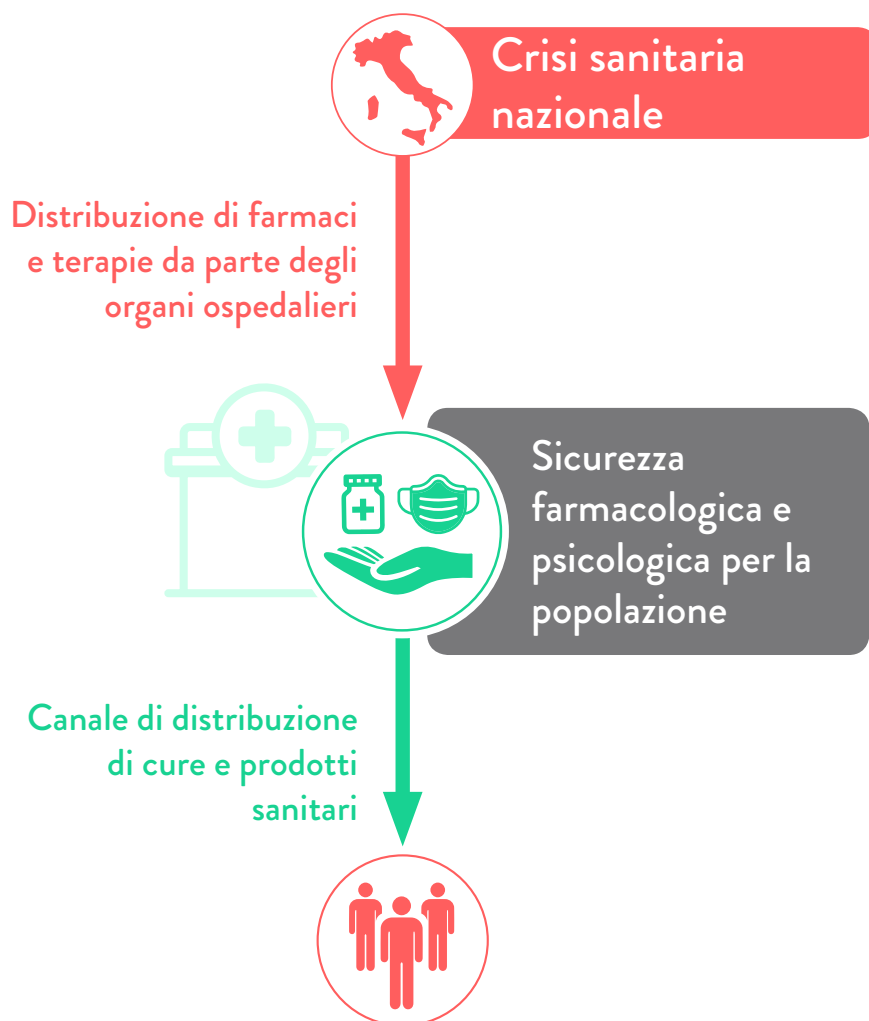 Crisi sanitaria
nazionale
Distribuzione di farmaci
e terapie da parte degli
organi ospedalieri
Sicurezza
farmacologica e
psicologica per la
popolazione
Canale di distribuzione
di cure e prodotti
sanitari